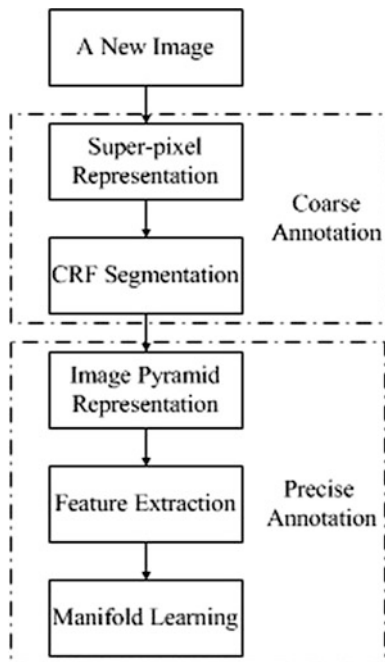 A New Image
Super-pixel
Representation
Coarse
Annotation
CRF Segmentation
Image Pyramid
Representation
Feature Extraction
Precise
Annotation
Manifold Learning